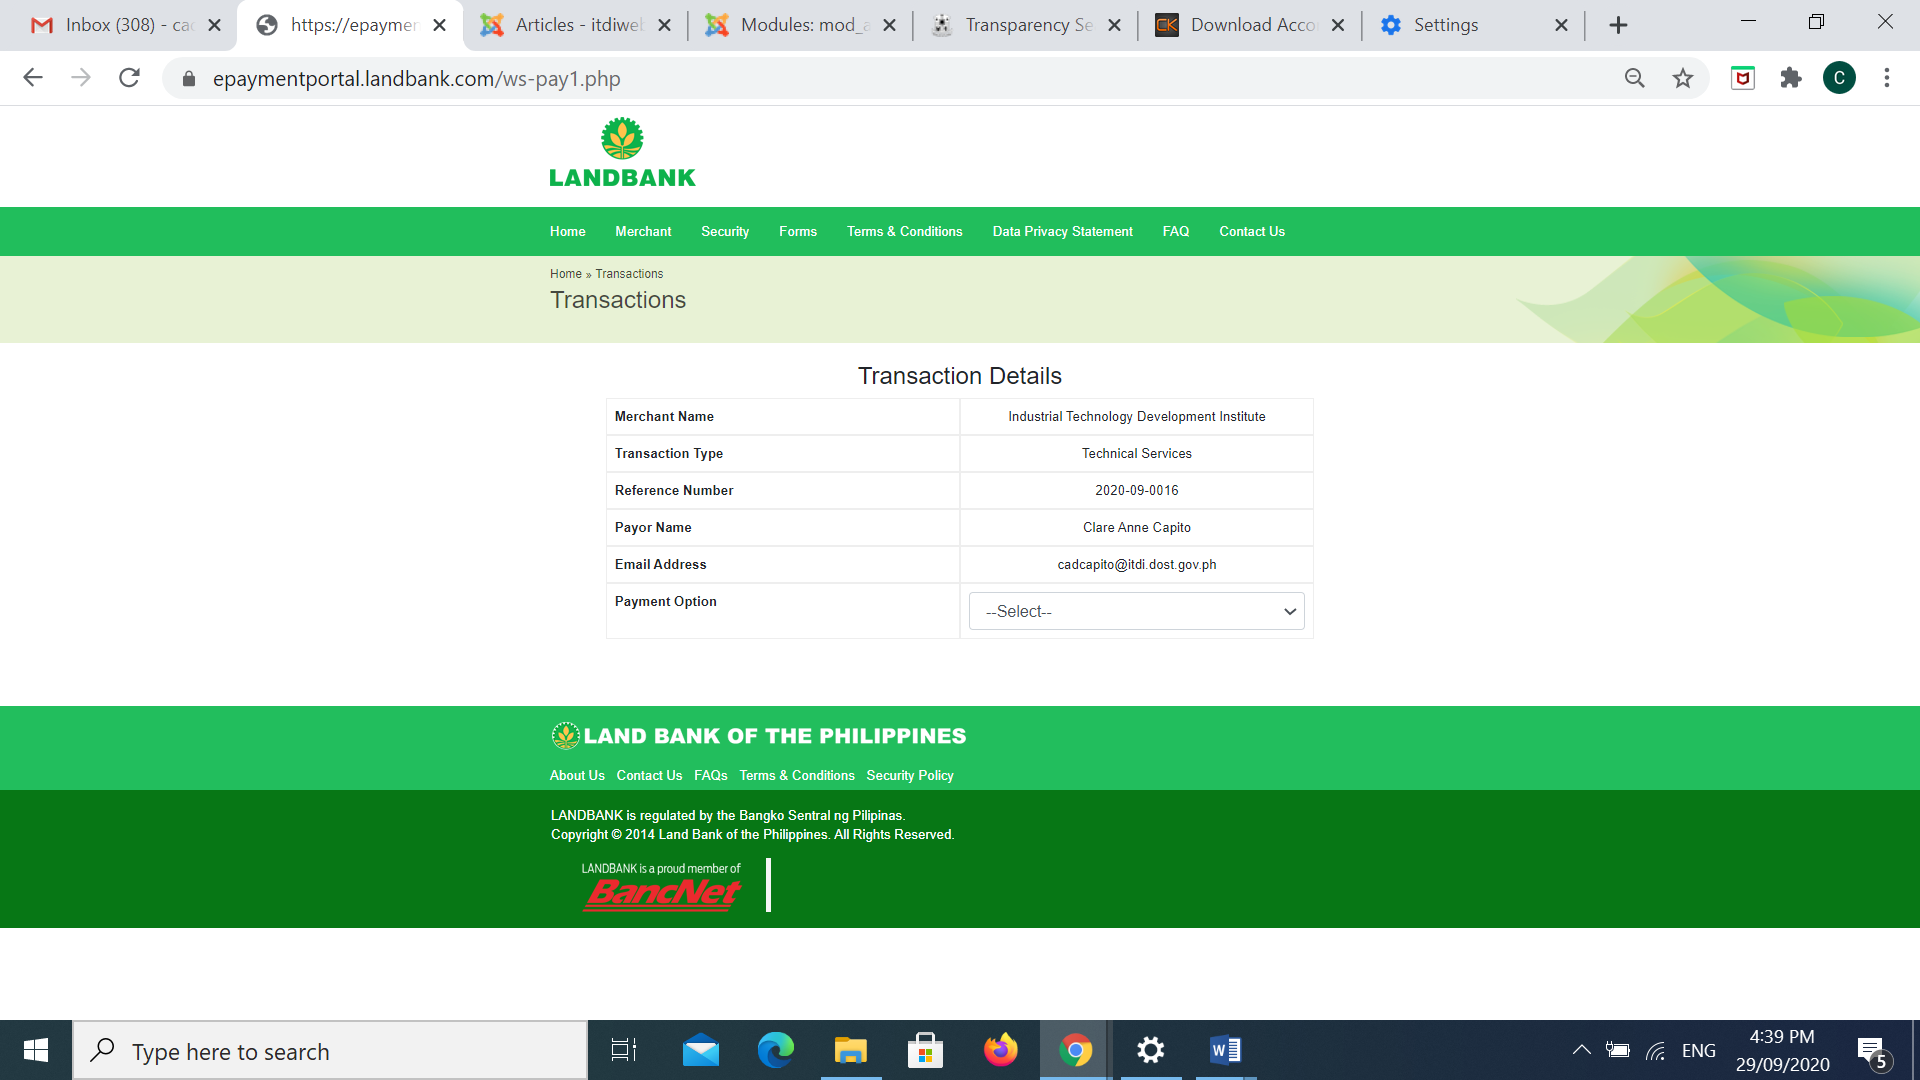 Inbox (308) - ca
https://epaymer
Articles - itdiwe
Modules: mod_a
Transparency Se
Download Acco
Settings
epaymentportal.landbank.com/ws-pay1.php
C
LANDBANK
Home Merchant Security Forms Terms & Conditions Data Privacy Statement FAQ Contact Us
Home » Transactions
Transactions
Transaction Details
Merchant Name Industrial Technology Development Institute
Transaction Type Technical Services
Reference Number 2020-09-0016
Payor Name Clare Anne Capito
Email Address cadcapito@itdi.dost.gov.ph
Payment Option --Select--
LAND BANK OF THE PHILIPPINES
About Us Contact Us FAQs Terms & Conditions Security Policy
LANDBANK is regulated by the Bangko Sentral ng Pilipinas.
Copyright © 2014 Land Bank of the Philippines. All Rights Reserved.
LANDBANK is a proud member of
BancNet
Type here to search
ENG
4:39 PM
29/09/2020
5